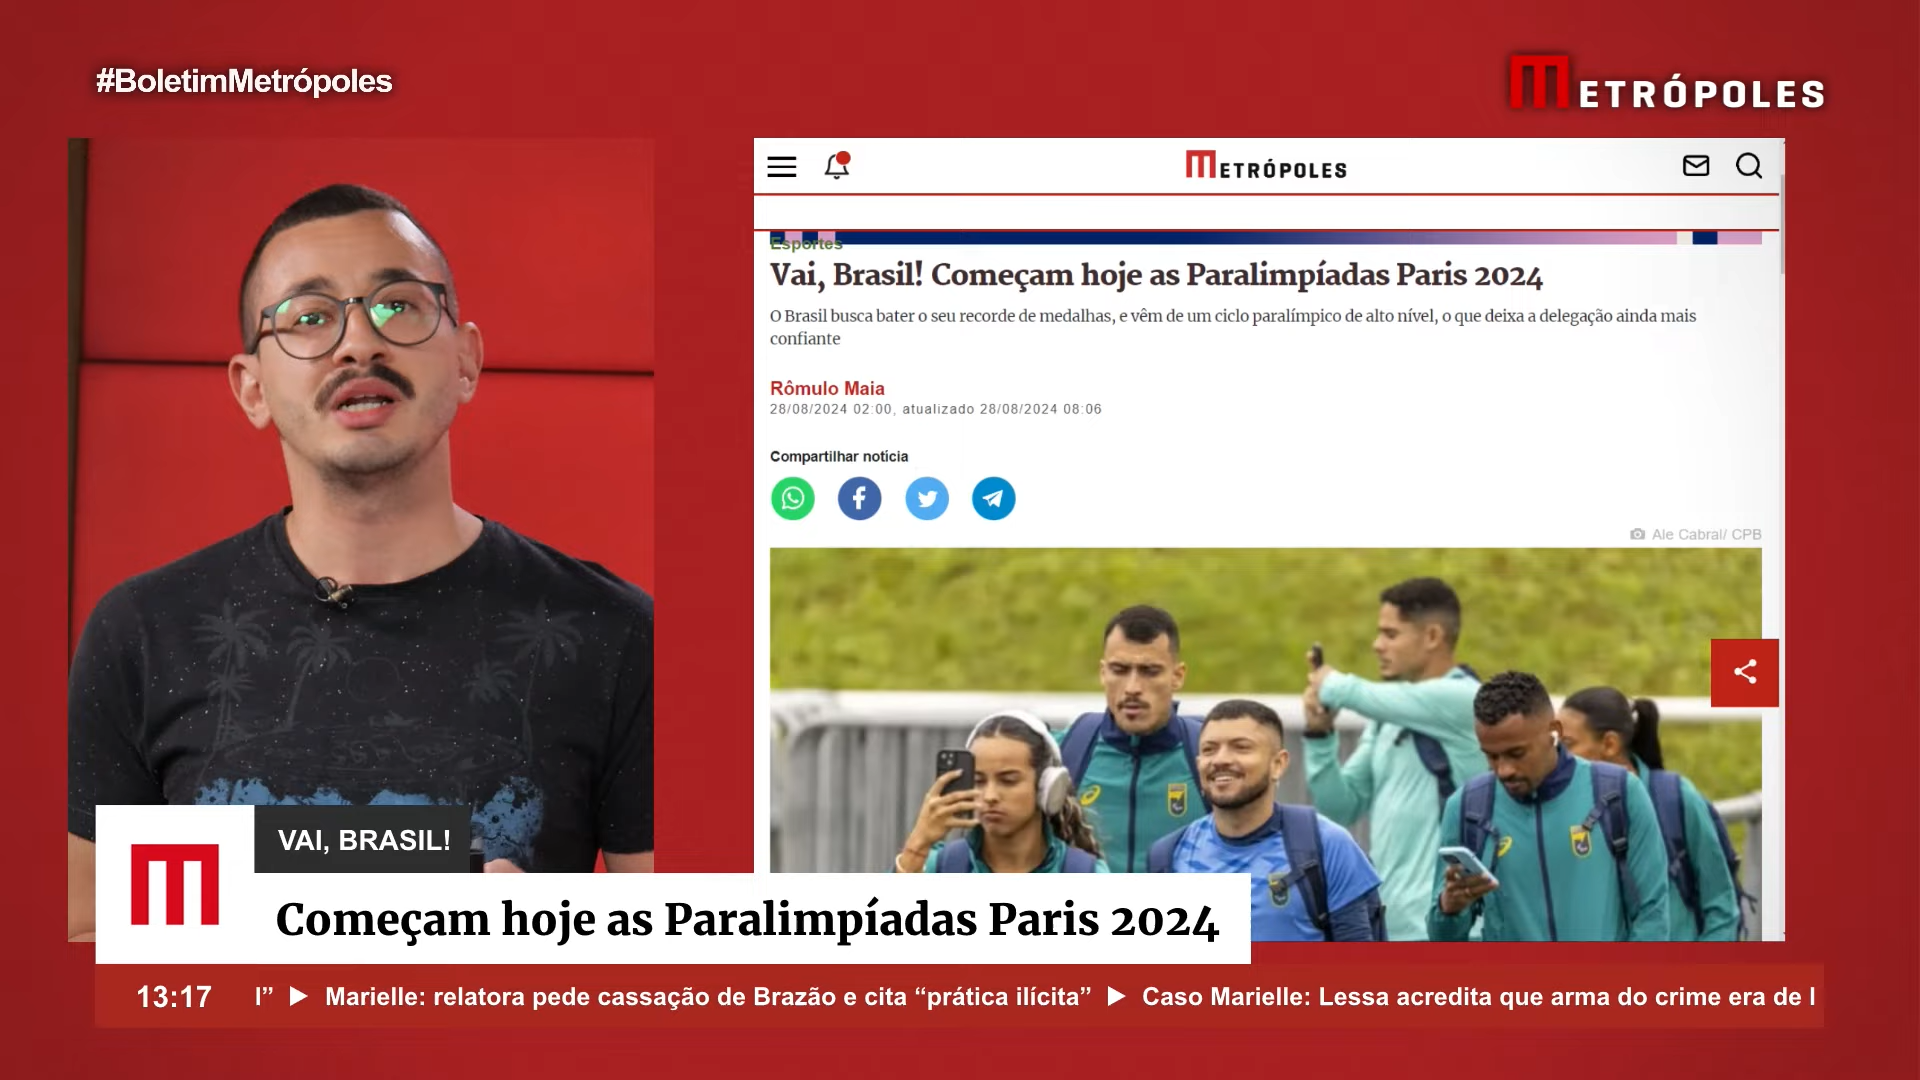 #BoletimMetrópoles
METRÓPOLES
METRÓPOLES
Esportes
Vai, Brasil! Começam hoje as Paralimpíadas Paris 2024
O Brasil busca bater o seu recorde de medalhas, e vêm de um ciclo paralímpico de alto nível, o que deixa a delegação ainda mais
confiante
Rômulo Maia
28/08/2024 02:00, atualizado 28/08/2024 08:06
Compartilhar notícia
Ale Cabral/ CPB
VAI, BRASIL!
M
Começam hoje as Paralimpíadas Paris 2024
13:17 l” ▶ Marielle: relatora pede cassação de Brazão e cita “prática ilícita” ▶ Caso Marielle: Lessa acredita que arma do crime era de l